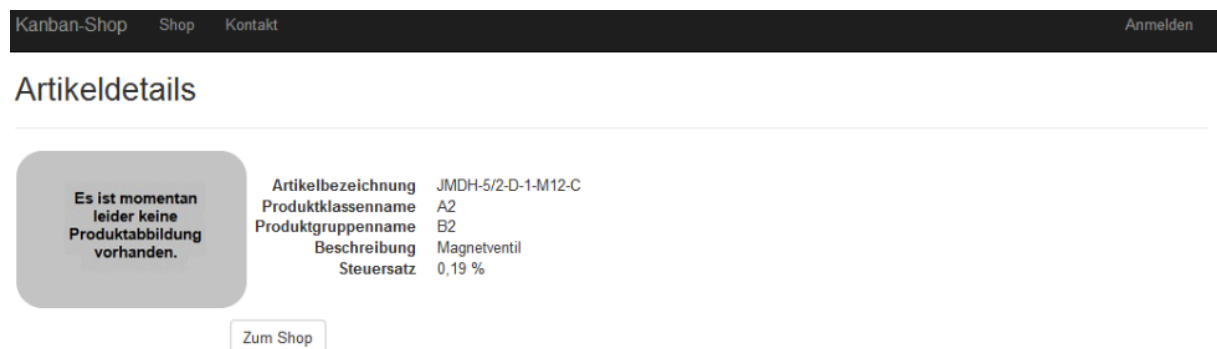 Kanban-Shop Shop Kontakt Anmelden
Artikeldetails
Es ist momentan
leider keine
Produktabbildung
vorhanden.
Artikelbezeichnung JMDH-5/2-D-1-M12-C
Produktklassenname A2
Produktgruppenname B2
Beschreibung Magnetventil
Steuersatz 0,19 %
Zum Shop